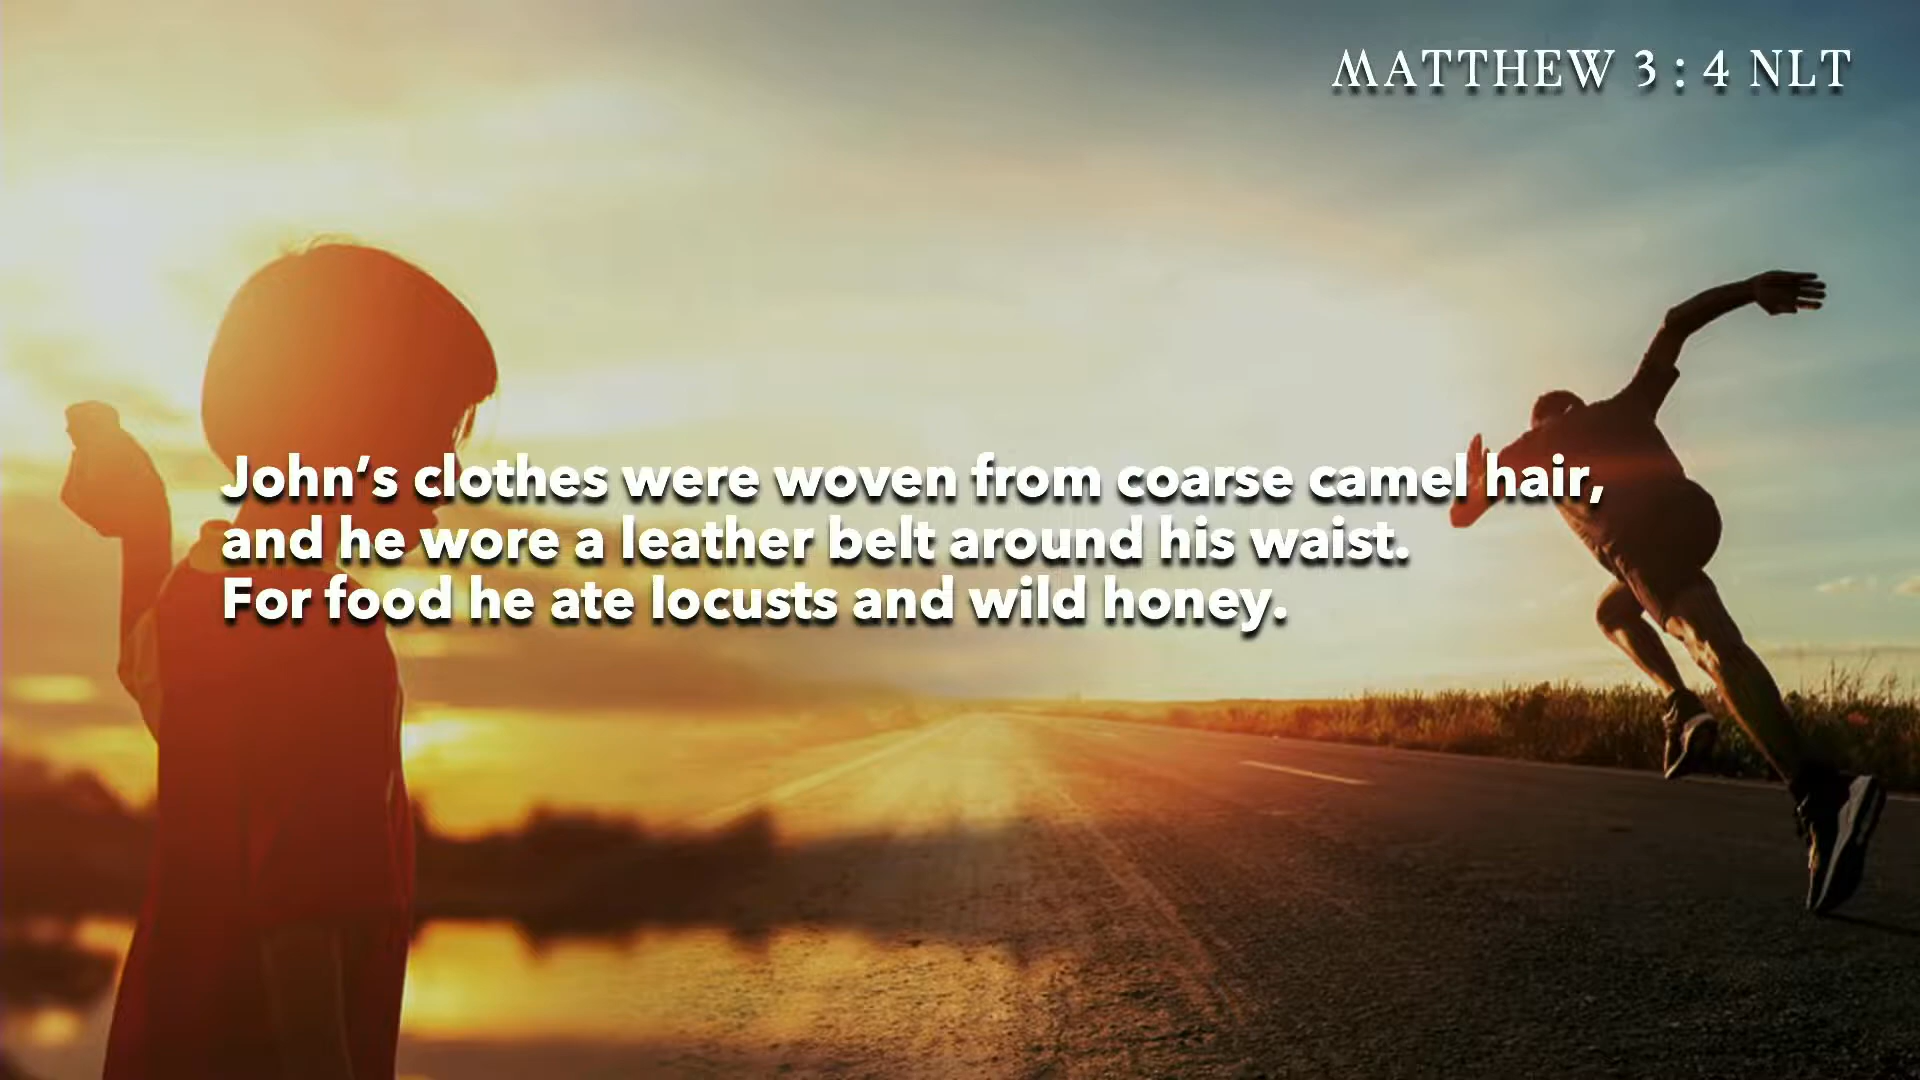 MATTHEW 3 : 4 NLT
John’s clothes were woven from coarse camel hair,
and he wore a leather belt around his waist.
For food he ate locusts and wild honey.